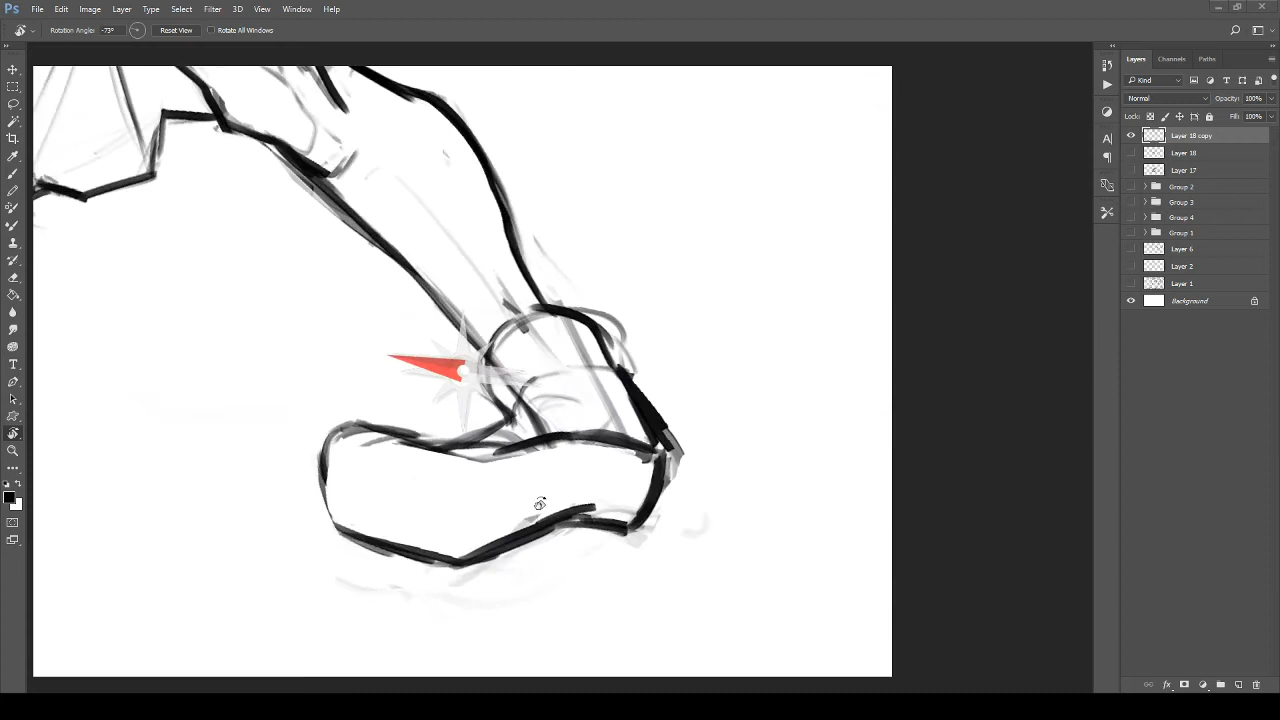 Ps File Edit Image Layer Type Select Filter 3D View Window Help
Rotation Angle: -73° Reset View Rotate All Windows
Layers Channels Paths
Kind
Normal Opacity: 100%
Lock: Fill: 100%
Layer 18 copy
Layer 18
Layer 17
Group 2
Group 3
Group 4
Group 1
Layer 6
Layer 2
Layer 1
Background